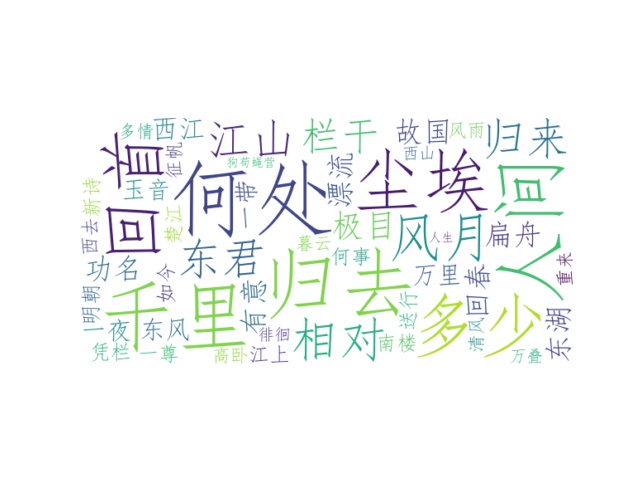 多情 西江 江山 栏干 故国 风雨 归来
征帆 狗苟蝇营 西山
回首 何处 一带 漂流 尘埃 人间
玉音
西去 新诗 楚江 极目 风月 扁舟
功名 东君 暮云 何事 人生
如今 千里 归去 有意 万里 回春 重来
明朝 一夜 东风 徘徊 相对 送行 多少 东湖
凭栏 一尊 高卧 江上 南楼 清风 万叠